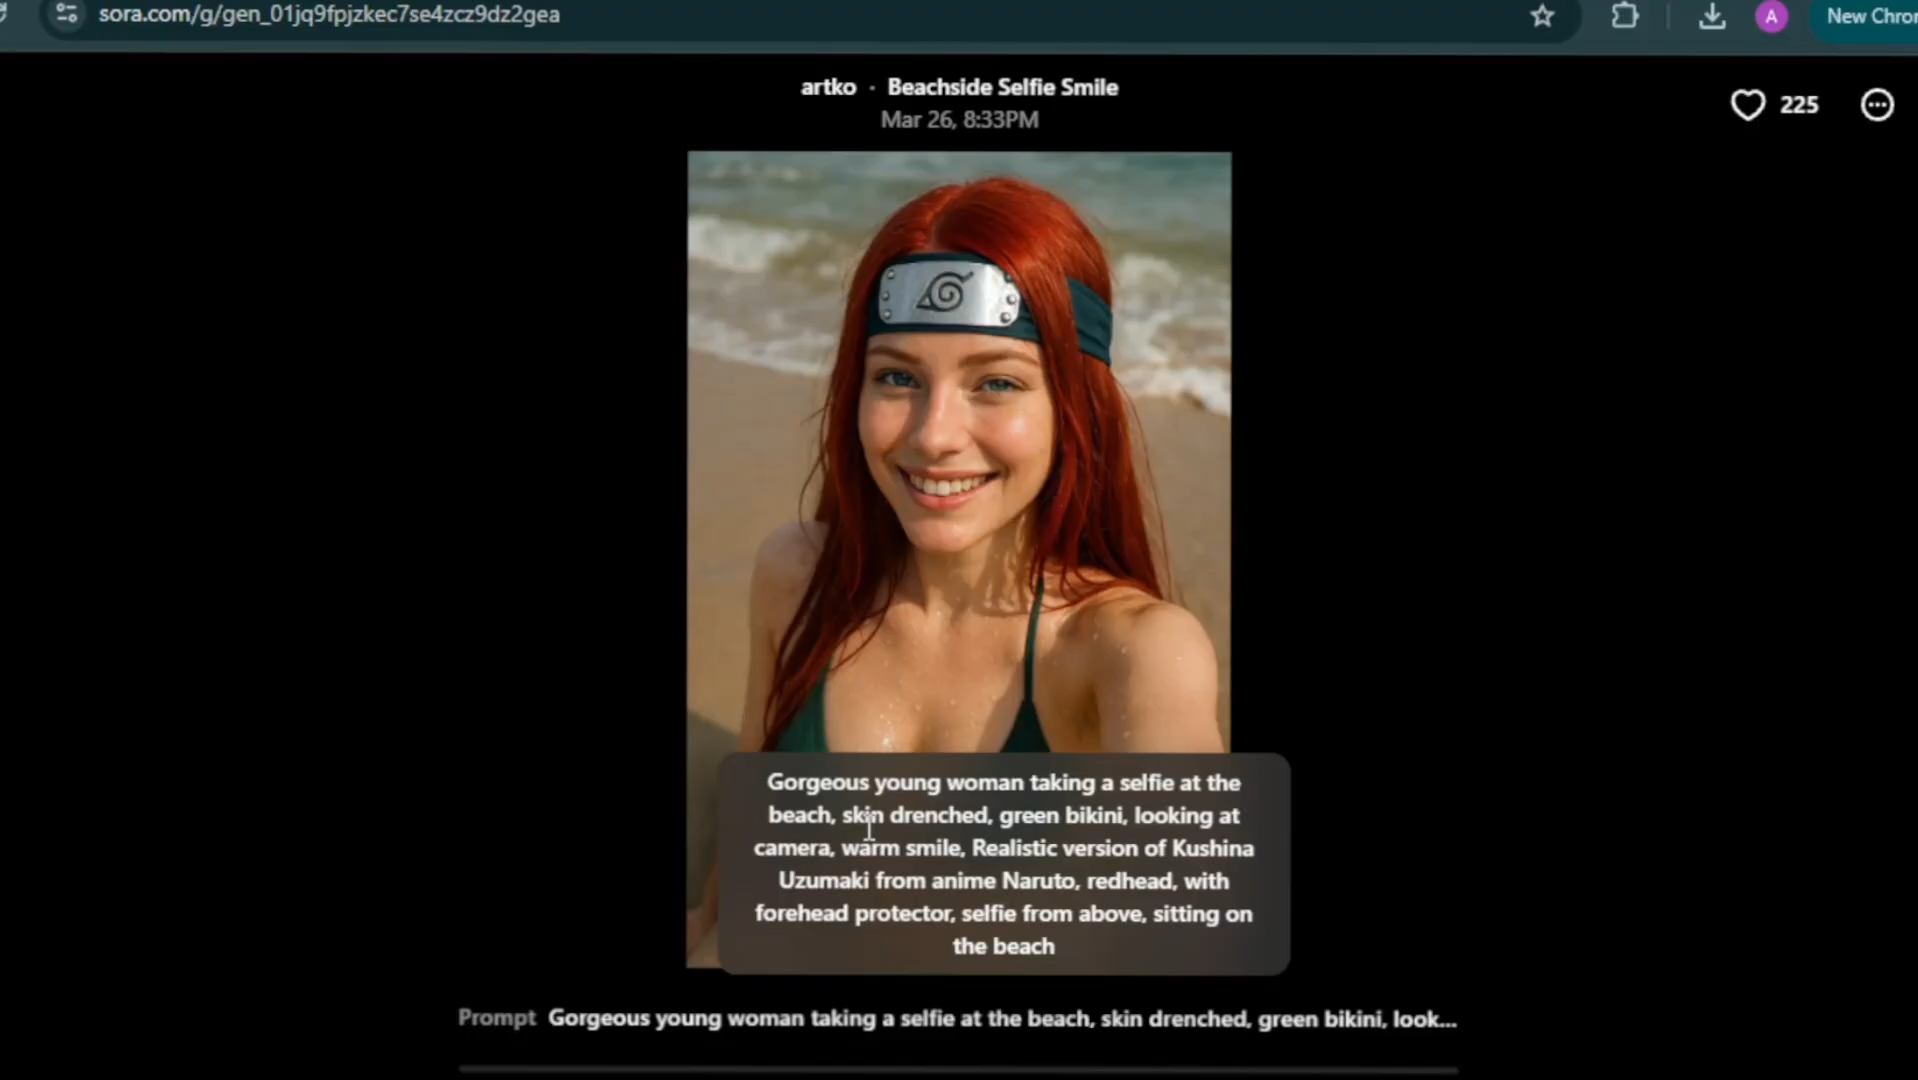 sora.com/g/gen_01jq9fpjzkec7se4zcz9dz2gea
A
New Chror
artko · Beachside Selfie Smile
Mar 26, 8:33PM
225
Gorgeous young woman taking a selfie at the
beach, skin drenched, green bikini, looking at
camera, warm smile, Realistic version of Kushina
Uzumaki from anime Naruto, redhead, with
forehead protector, selfie from above, sitting on
the beach
Prompt Gorgeous young woman taking a selfie at the beach, skin drenched, green bikini, look...